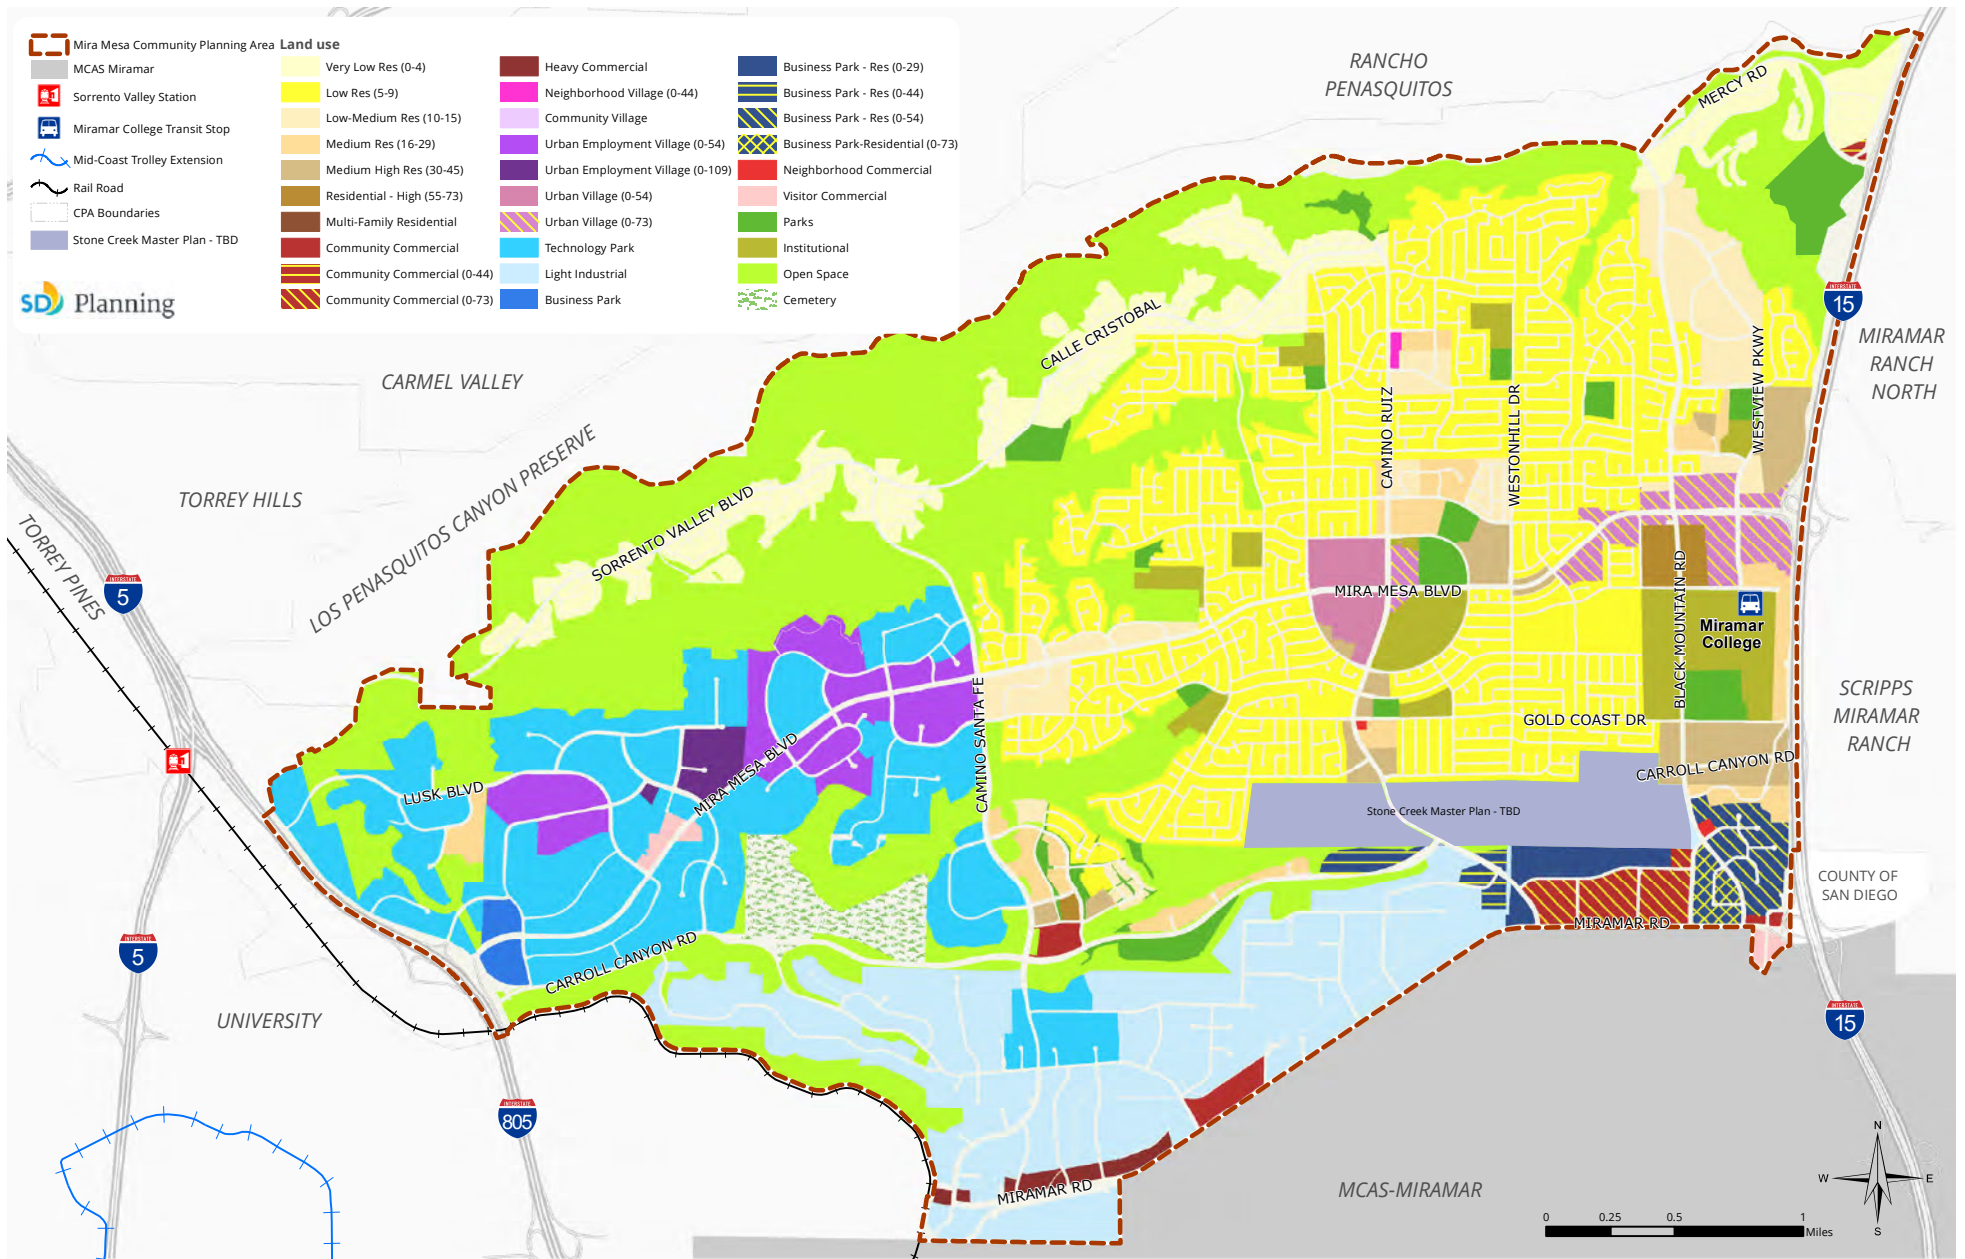 Mira Mesa Community Planning Area
MCAS Miramar
Sorrento Valley Station
Miramar College Transit Stop
Mid-Coast Trolley Extension
Rail Road
CPA Boundaries
Stone Creek Master Plan - TBD
SD Planning
Land use
Very Low Res (0-4)
Low Res (5-9)
Low-Medium Res (10-15)
Medium Res (16-29)
Medium High Res (30-45)
Residential - High (55-73)
Multi-Family Residential
Community Commercial
Community Commercial (0-44)
Community Commercial (0-73)
Heavy Commercial
Neighborhood Village (0-44)
Community Village
Urban Employment Village (0-54)
Urban Employment Village (0-109)
Urban Village (0-54)
Urban Village (0-73)
Technology Park
Light Industrial
Business Park
Business Park - Res (0-29)
Business Park - Res (0-44)
Business Park - Res (0-54)
Business Park-Residential (0-73)
Neighborhood Commercial
Visitor Commercial
Parks
Institutional
Open Space
Cemetery
RANCHO
PENASQUITOS
MERCY RD
INTERSTATE
15
MIRAMAR
RANCH
NORTH
CARMEL VALLEY
CALLE CRISTOBAL
WESTVIEW PKWY
CAMINO RUIZ
WESTONHILL DR
TORREY HILLS
LOS PENASQUITOS CANYON PRESERVE
SORRENTO VALLEY BLVD
TORREY PINES
INTERSTATE
5
MIRA MESA BLVD
BLACK MOUNTAIN RD
Miramar
College
SCRIPPS
MIRAMAR
RANCH
CAMINO SANTA FE
GOLD COAST DR
MIRA MESA BLVD
LUSK BLVD
CARROLL CANYON RD
Stone Creek Master Plan - TBD
COUNTY OF
SAN DIEGO
MIRAMAR RD
INTERSTATE
5
CARROLL CANYON RD
UNIVERSITY
INTERSTATE
15
INTERSTATE
805
MIRAMAR RD
MCAS-MIRAMAR
N
W
E
S
0
0.25
0.5
1
Miles